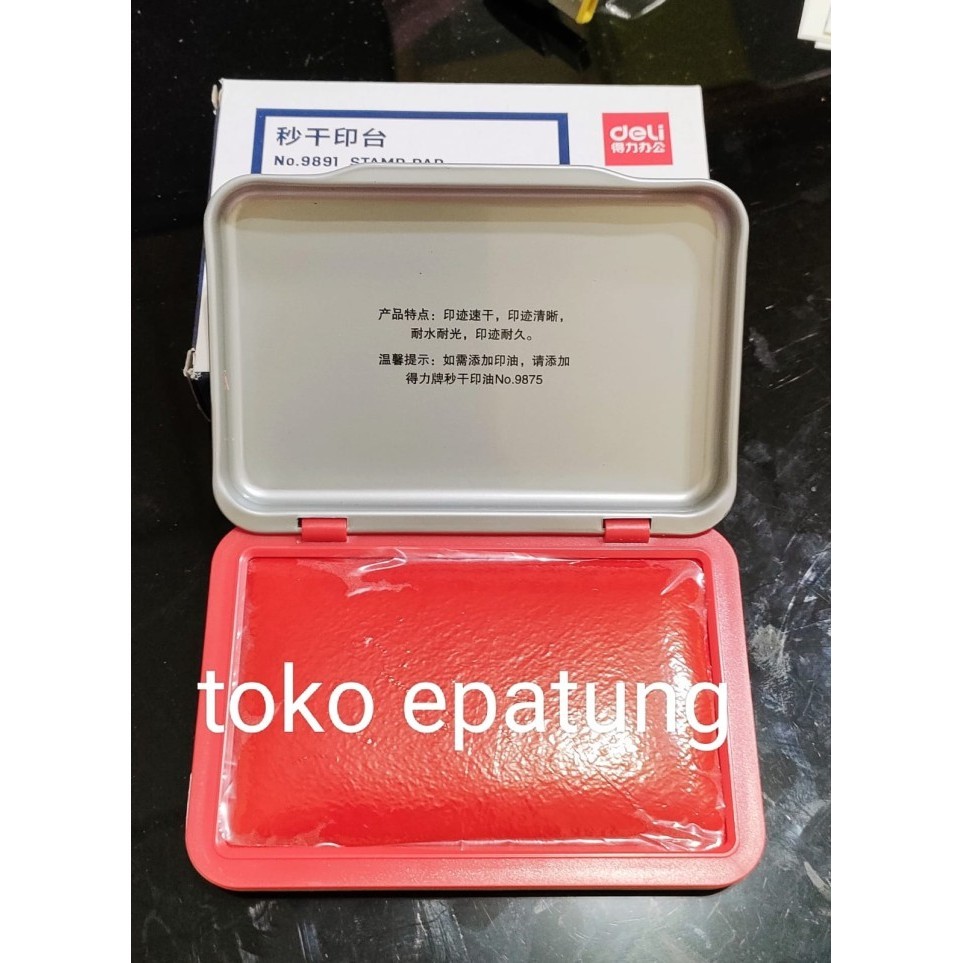 秒干印台
No.9891 STAMP PAD
deli
得力办公
产品特点：印迹速干，印迹清晰，
耐水耐光，印迹耐久。
温馨提示：如需添加印油，请添加
得力牌秒干印油No.9875
toko epatung